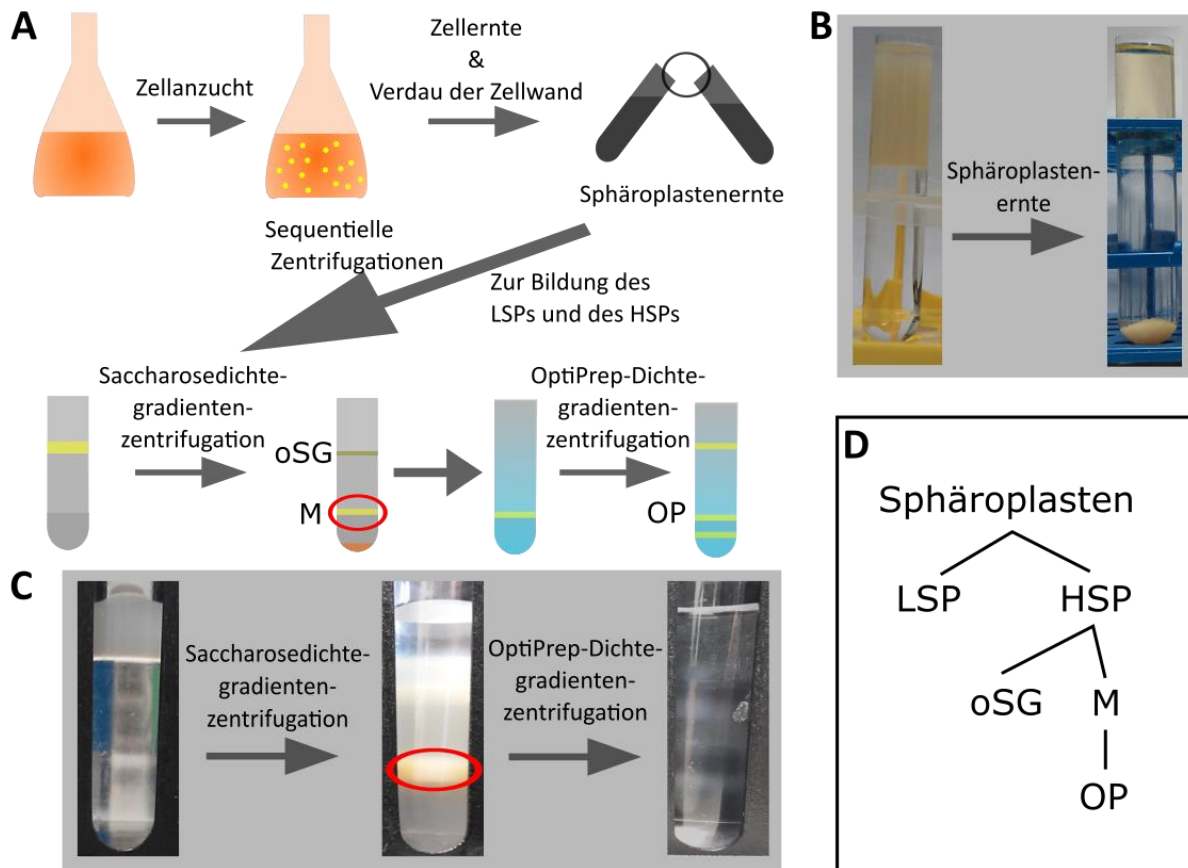 A
Zellanzucht
Zellernte
&
Verdau der Zellwand
Sphäroplastenernte
Sequentielle
Zentrifugationen
Zur Bildung des
LSPs und des HSPs
Saccharosedichte-
gradienten-
zentrifugation
oSG
M
OptiPrep-Dichte-
gradienten-
zentrifugation
OP
B
Sphäroplasten-
ernte
C
Saccharosedichte-
gradienten-
zentrifugation
OptiPrep-Dichte-
gradienten-
zentrifugation
D
Sphäroplasten
LSP HSP
oSG M
OP